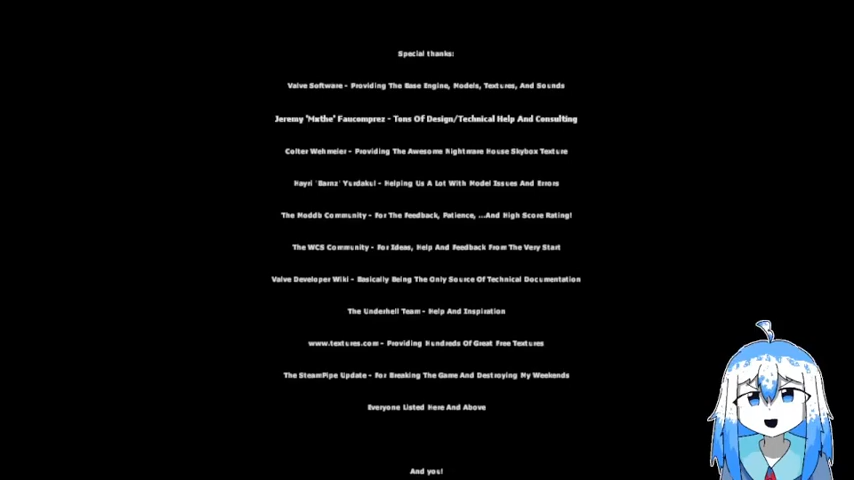 Special thanks:
Valve Software - Providing The Base Engine, Models, Textures, And Sounds
Jeremy 'Mxthe' Faucomprez - Tons Of Design/Technical Help And Consulting
Colter Wehmeier - Providing The Awesome Nightmare House Skybox Texture
Hayri 'Barnz' Yurdakul - Helping Us A Lot With Model Issues And Errors
The Moddb Community - For The Feedback, Patience, ...And High Score Rating!
The WCS Community - For Ideas, Help And Feedback From The Very Start
Valve Developer Wiki - Basically Being The Only Source Of Technical Documentation
The Underhell Team - Help And Inspiration
www.textures.com - Providing Hundreds Of Great Free Textures
The SteamPipe Update - For Breaking The Game And Destroying My Weekends
Everyone Listed Here And Above
And you!